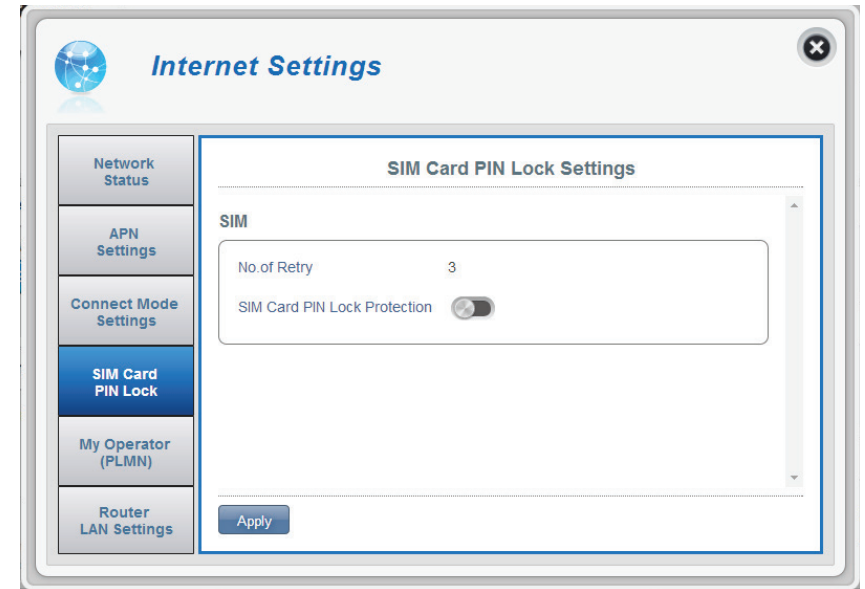 Internet Settings
Network
Status
APN
Settings
Connect Mode
Settings
SIM Card
PIN Lock
My Operator
(PLMN)
Router
LAN Settings
SIM Card PIN Lock Settings
SIM
No.of Retry 3
SIM Card PIN Lock Protection
Apply